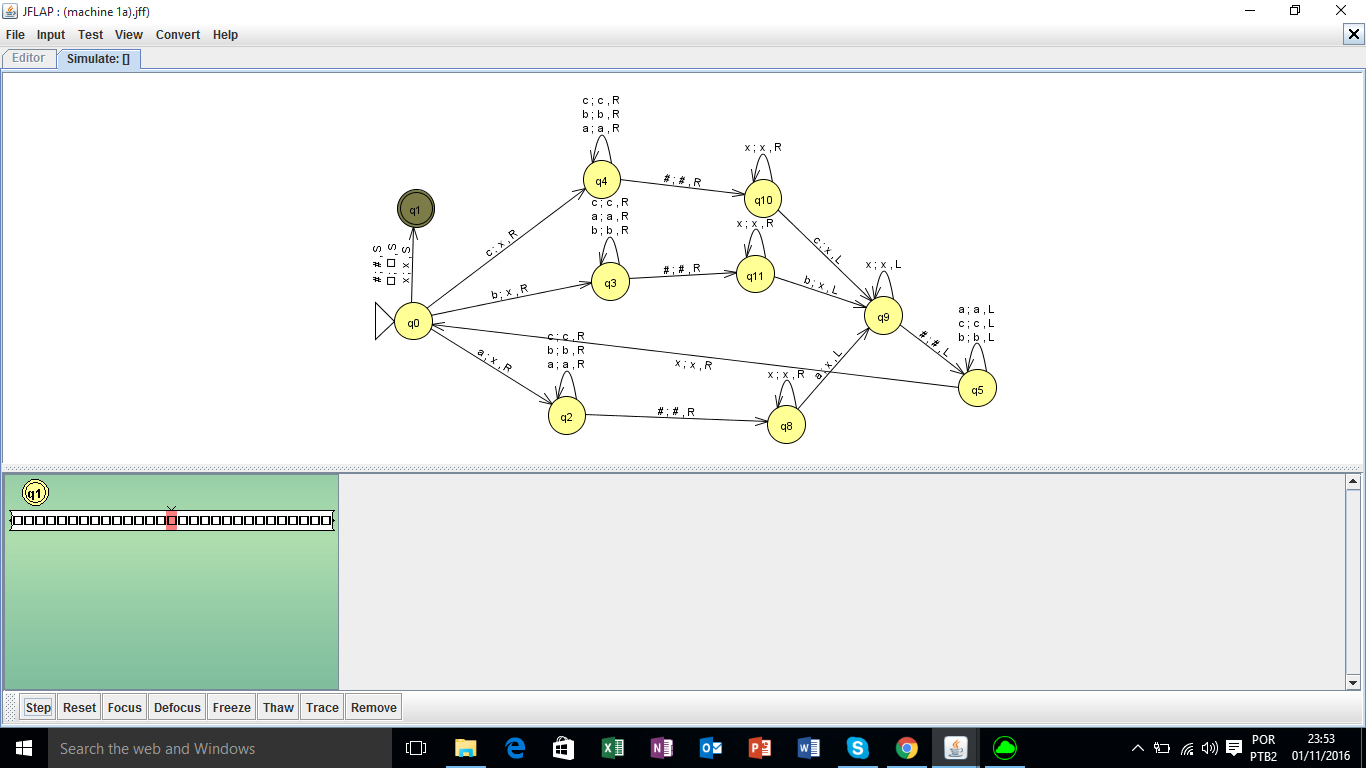 JFLAP : (machine 1a).jff)
File Input Test View Convert Help
Editor Simulate: []
c ; c , R
b ; b , R
a ; a , R
q4
#; #, R
x ; x , R
q10
q1
#; #, S
□; □, S
x; x, S
c ; x , R
c ; c , R
a ; a , R
b ; b , R
q3
#; #, R
x ; x , R
q11
c ; x , L
b ; x , L
x ; x , L
q9
q0
b ; x , R
a ; x , R
c ; c , R
b ; b , R
a ; a , R
q2
#; #, R
x ; x , R
x ; x , R
q8
a ; x , L
#; #, L
a ; a , L
c ; c , L
b ; b , L
q5
q1
Step Reset Focus Defocus Freeze Thaw Trace Remove
Search the web and Windows
POR
PTB2
23:53
01/11/2016